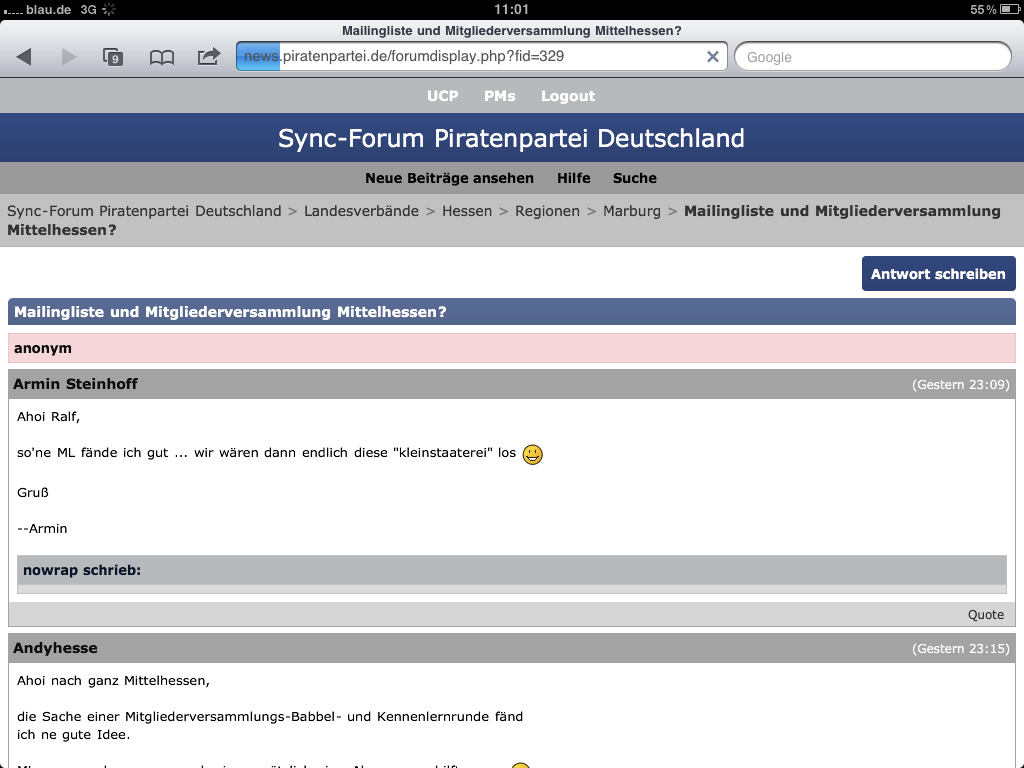 blau.de 3G 11:01 55%
Mailingliste und Mitgliederversammlung Mittelhessen?
9 news.piratenpartei.de/forumdisplay.php?fid=329 Google
UCP PMs Logout
Sync-Forum Piratenpartei Deutschland
Neue Beiträge ansehen Hilfe Suche
Sync-Forum Piratenpartei Deutschland > Landesverbände > Hessen > Regionen > Marburg > Mailingliste und Mitgliederversammlung
Mittelhessen?
Antwort schreiben
Mailingliste und Mitgliederversammlung Mittelhessen?
anonym
Armin Steinhoff (Gestern 23:09)
Ahoi Ralf,
so'ne ML fände ich gut ... wir wären dann endlich diese "kleinstaaterei" los
Gruß
--Armin
nowrap schrieb:
Quote
Andyhesse (Gestern 23:15)
Ahoi nach ganz Mittelhessen,
die Sache einer Mitgliederversammlungs-Babbel- und Kennenlernrunde fänd
ich ne gute Idee.